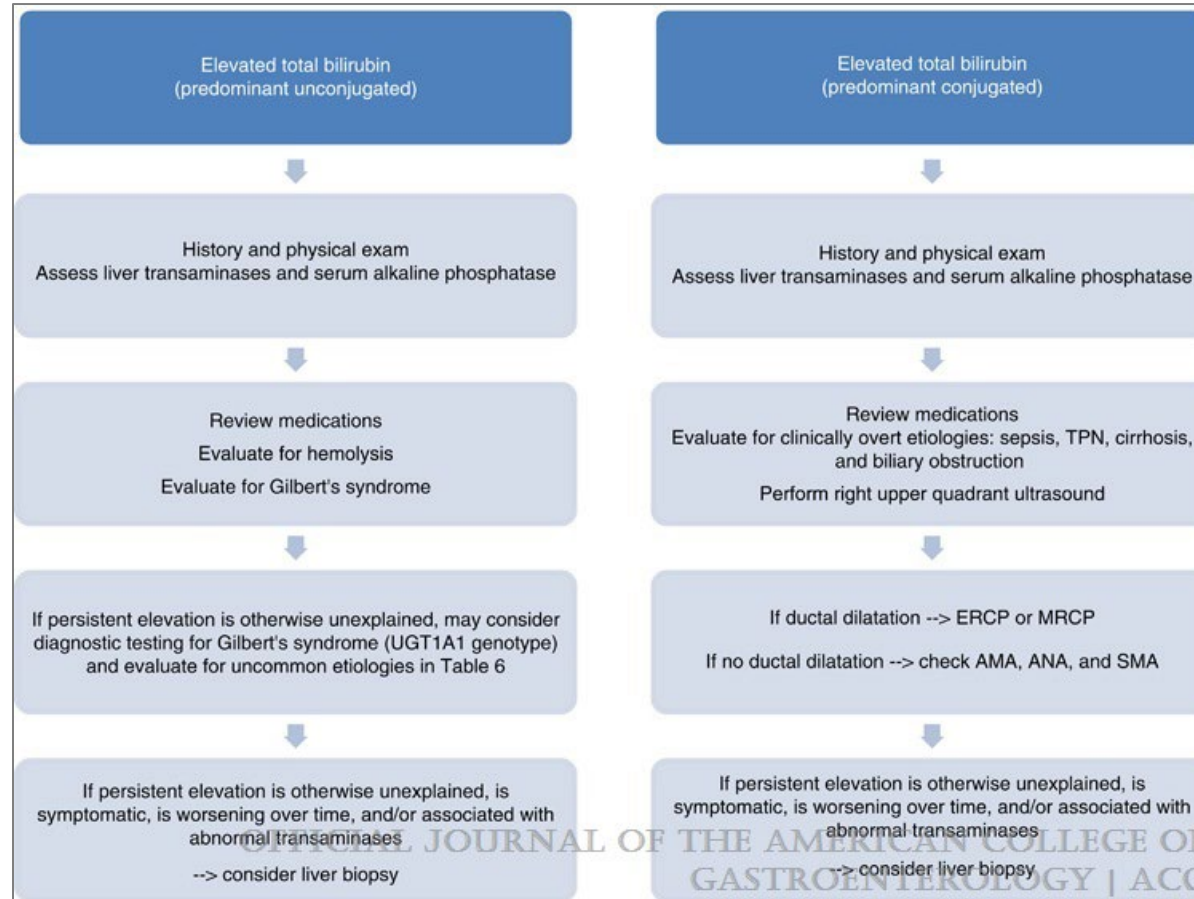 Elevated total bilirubin
(predominant unconjugated)
History and physical exam
Assess liver transaminases and serum alkaline phosphatase
Review medications
Evaluate for hemolysis
Evaluate for Gilbert's syndrome
If persistent elevation is otherwise unexplained, may consider
diagnostic testing for Gilbert's syndrome (UGT1A1 genotype)
and evaluate for uncommon etiologies in Table 6
If persistent elevation is otherwise unexplained, is
symptomatic, is worsening over time, and/or associated with
abnormal transaminases
--> consider liver biopsy
Elevated total bilirubin
(predominant conjugated)
History and physical exam
Assess liver transaminases and serum alkaline phosphatase
Review medications
Evaluate for clinically overt etiologies: sepsis, TPN, cirrhosis,
and biliary obstruction
Perform right upper quadrant ultrasound
If ductal dilatation --> ERCP or MRCP
If no ductal dilatation --> check AMA, ANA, and SMA
If persistent elevation is otherwise unexplained, is
symptomatic, is worsening over time, and/or associated with
abnormal transaminases
--> consider liver biopsy
OFFICIAL JOURNAL OF THE AMERICAN COLLEGE OF
GASTROENTEROLOGY | ACG